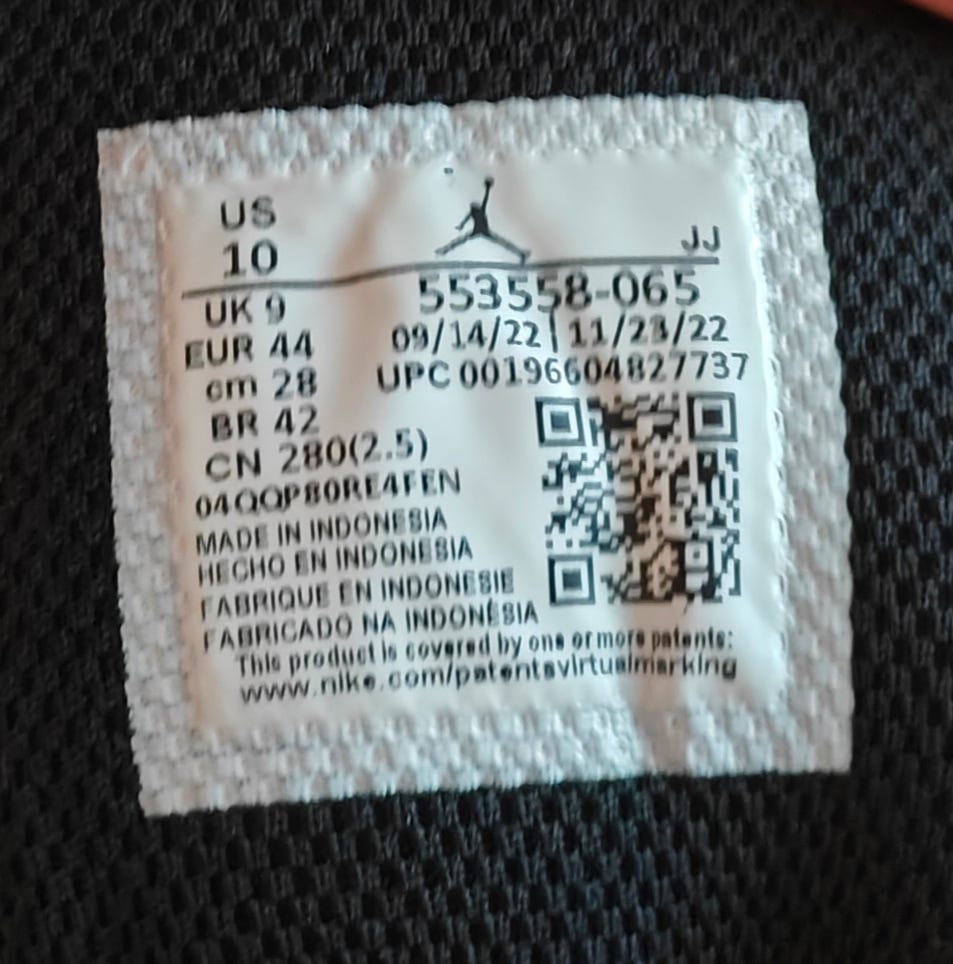 US
10
JJ
UK 9
553558-065
EUR 44
09/14/22 | 11/23/22
cm 28
UPC 00196604827737
BR 42
CN 280(2.5)
04QQP80RE4FEN
MADE IN INDONESIA
HECHO EN INDONESIA
FABRIQUE EN INDONESIE
FABRICADO NA INDONÉSIA
This product is covered by one or more patents:
www.nike.com/patentsvirtualmarking